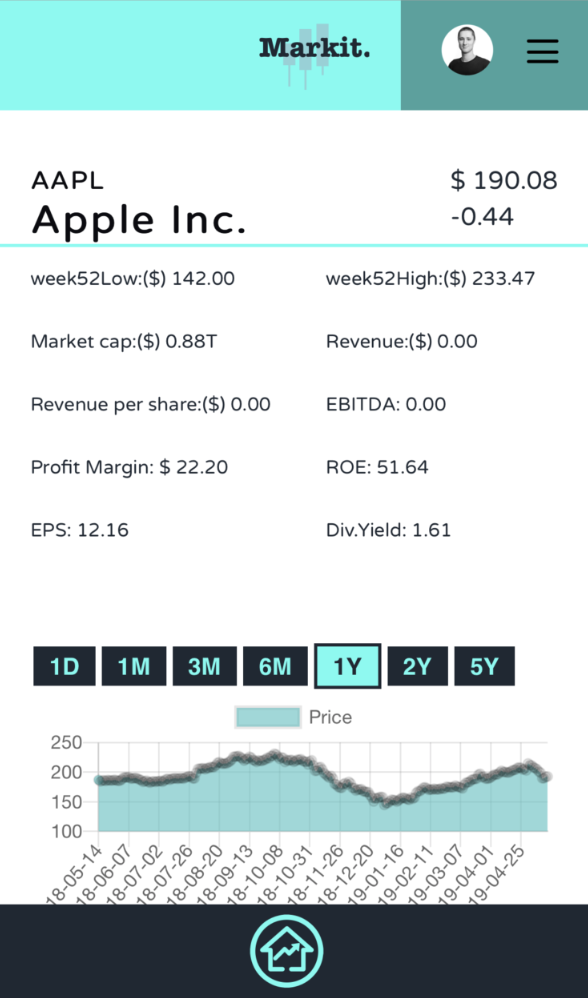 Markit.
AAPL
$ 190.08
Apple Inc.
-0.44
week52Low:($) 142.00
week52High:($) 233.47
Market cap:($) 0.88T
Revenue:($) 0.00
Revenue per share:($) 0.00
EBITDA: 0.00
Profit Margin: $ 22.20
ROE: 51.64
EPS: 12.16
Div.Yield: 1.61
1D 1M 3M 6M 1Y 2Y 5Y
Price
250
200
150
100
18-05-14
18-06-07
18-07-02
18-07-26
18-08-20
18-09-13
18-10-08
18-10-31
18-11-26
18-12-20
19-01-16
19-02-11
19-03-07
19-04-01
19-04-25